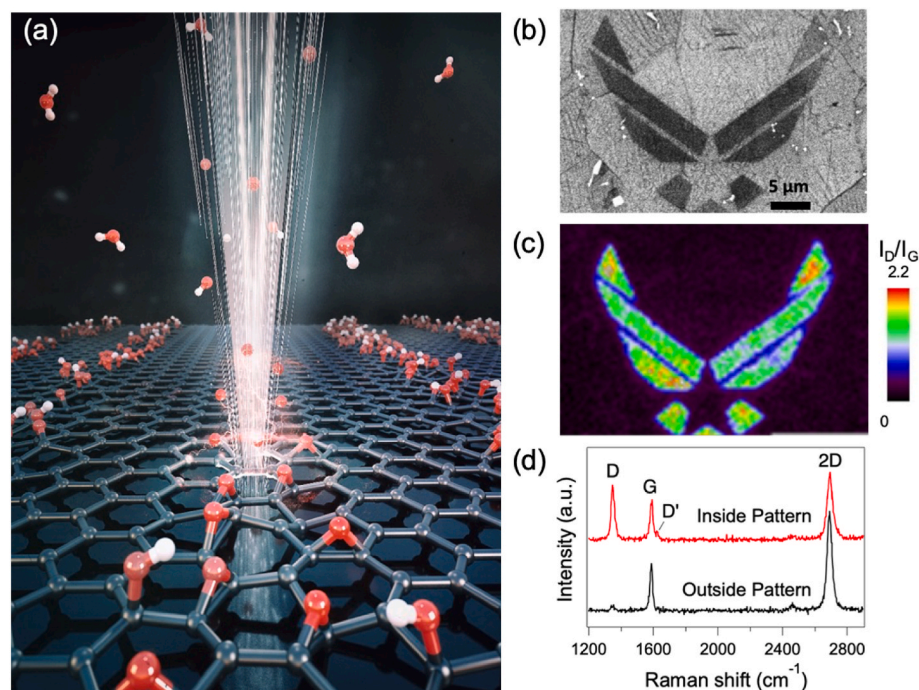 (a)
(b)
5 μm
(c)
I_D/I_G
2.2
0
(d)
D
G
D'
2D
Inside Pattern
Outside Pattern
Intensity (a.u.)
1200 1600 2000 2400 2800
Raman shift (cm⁻¹)